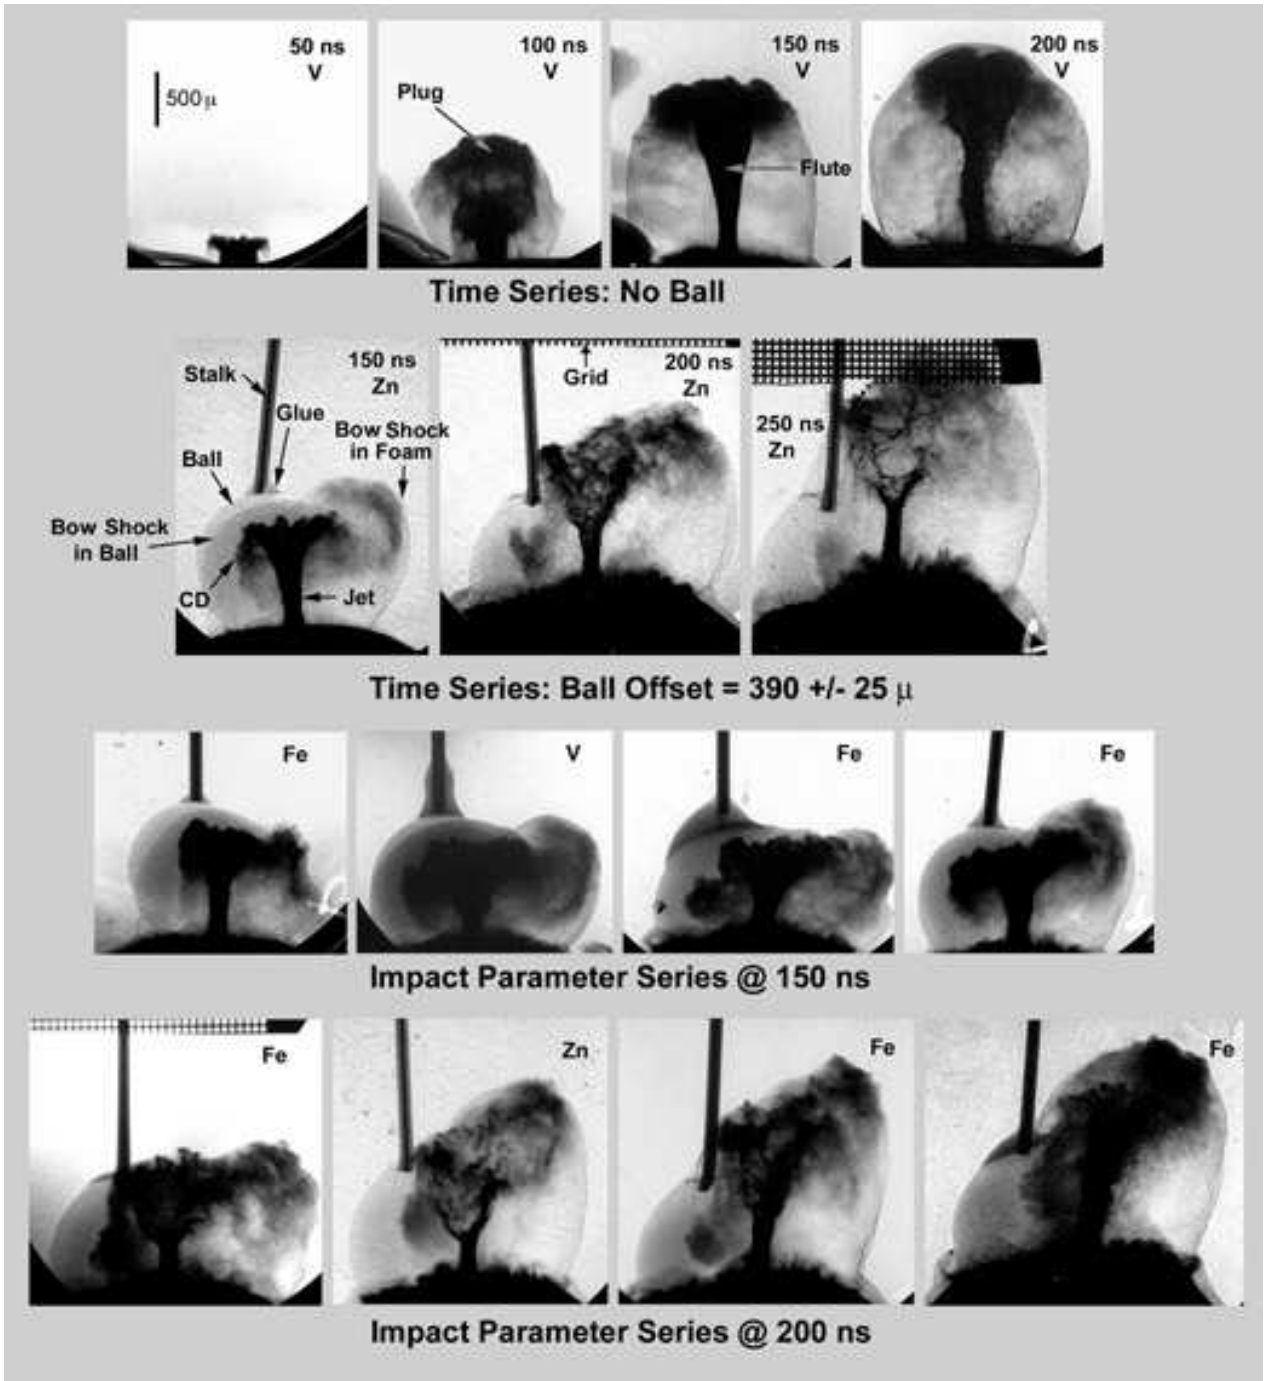 50 ns
V
500 μ
100 ns
V
Plug
150 ns
V
Flute
200 ns
V
Time Series: No Ball
150 ns
Zn
Stalk
Glue
Bow Shock
in Foam
Ball
Bow Shock
in Ball
CD
Jet
200 ns
Zn
Grid
250 ns
Zn
Time Series: Ball Offset = 390 +/- 25 μ
Fe
V
Fe
Fe
Impact Parameter Series @ 150 ns
Fe
Zn
Fe
Fe
Impact Parameter Series @ 200 ns